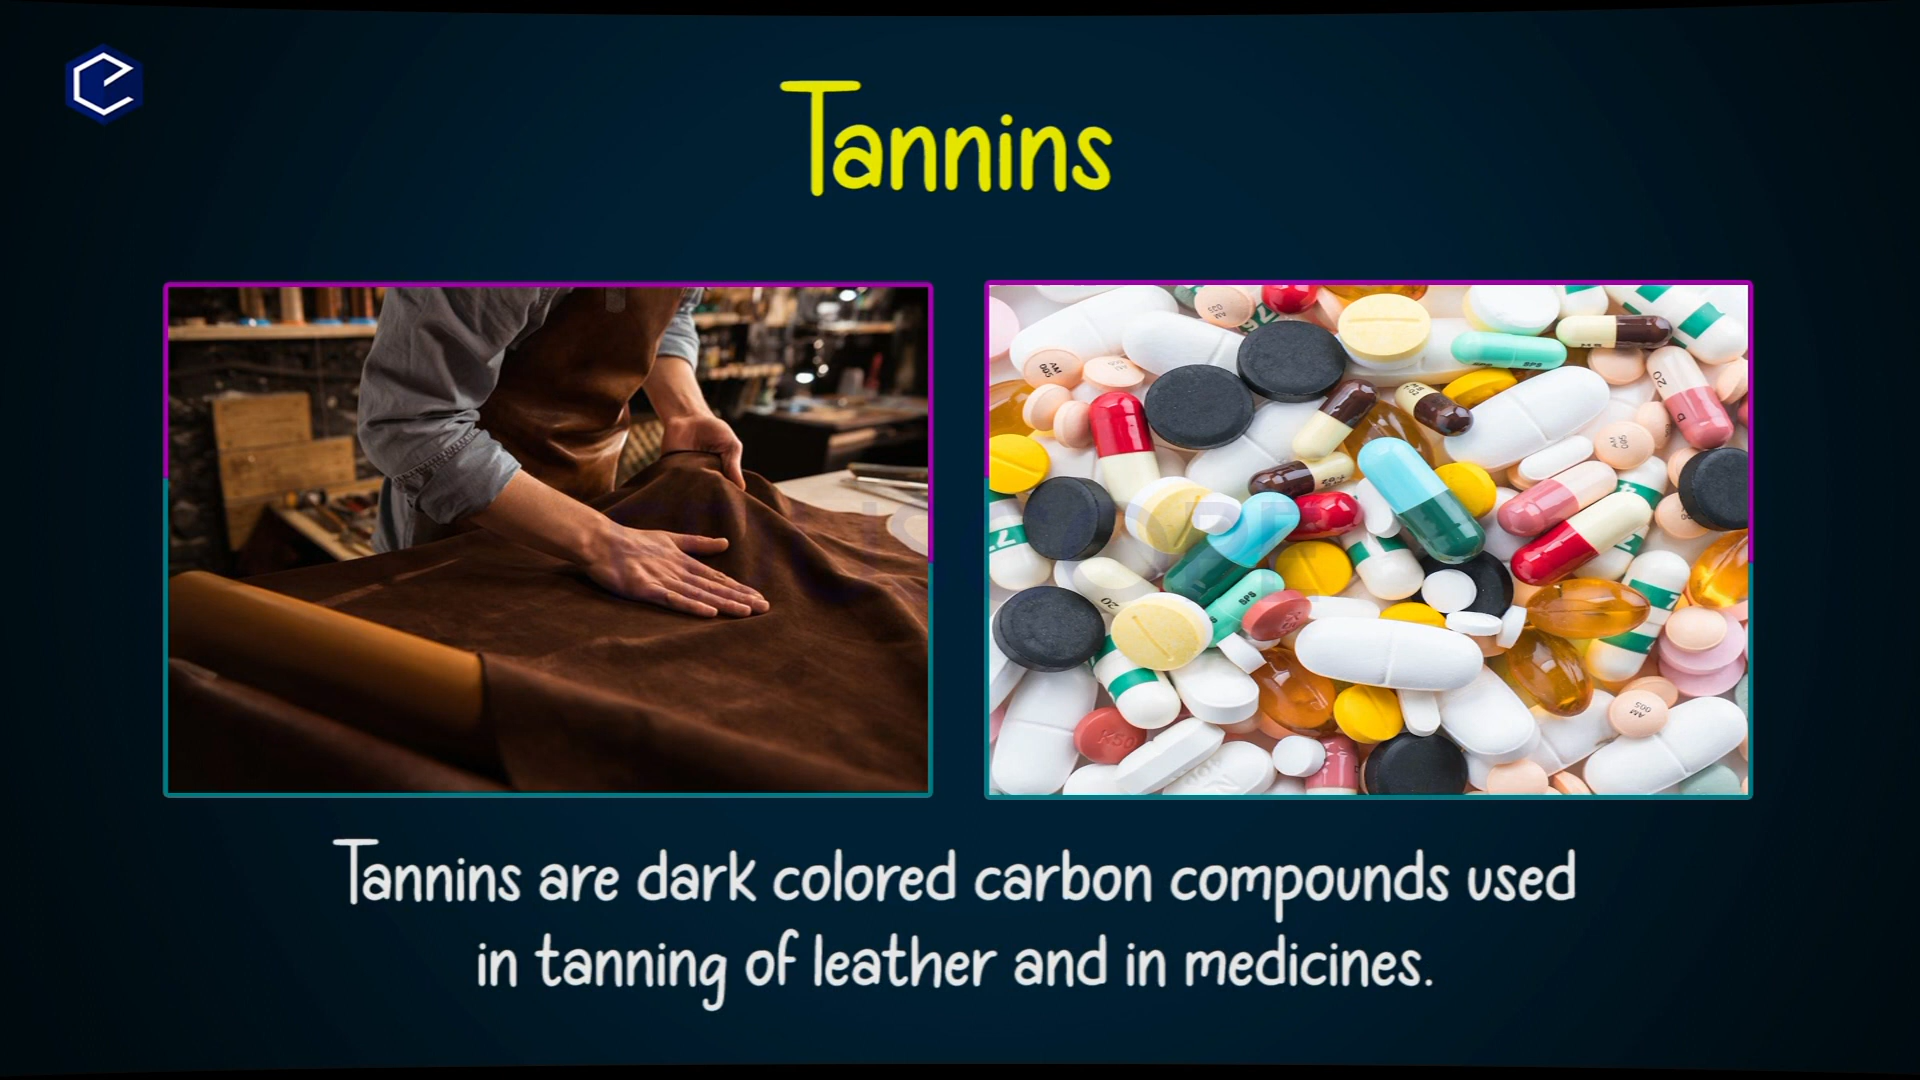 Tannins
Tannins are dark colored carbon compounds used
in tanning of leather and in medicines.